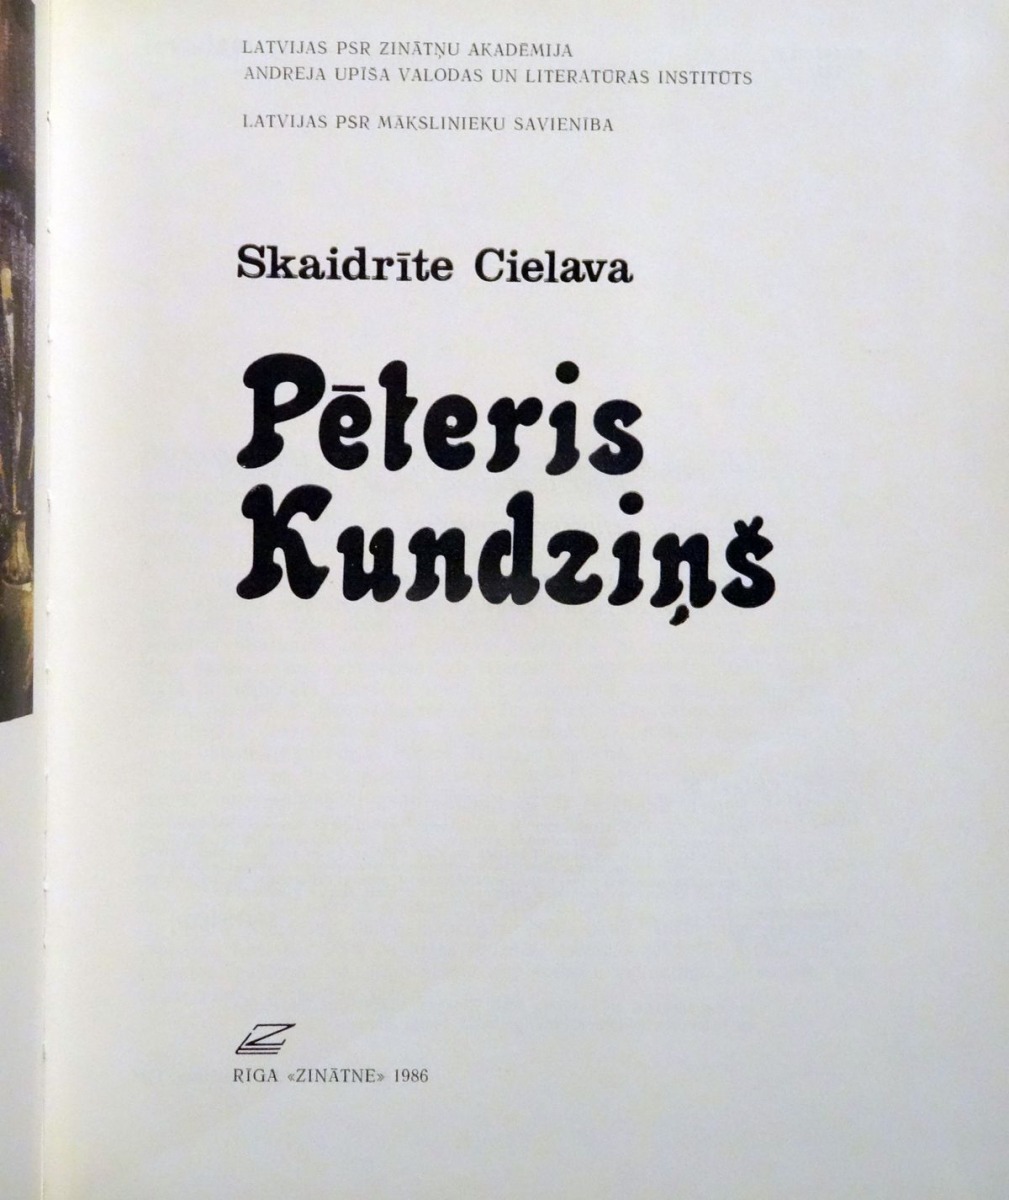 LATVIJAS PSR ZINĀTŅU AKADĒMIJA
ANDREJA UPĪŠA VALODAS UN LITERATŪRAS INSTITŪTS
LATVIJAS PSR MĀKSLINIEKU SAVIENĪBA
Skaidrīte Cielava
Pēteris
Kundziņš
RĪGA «ZINĀTNE» 1986